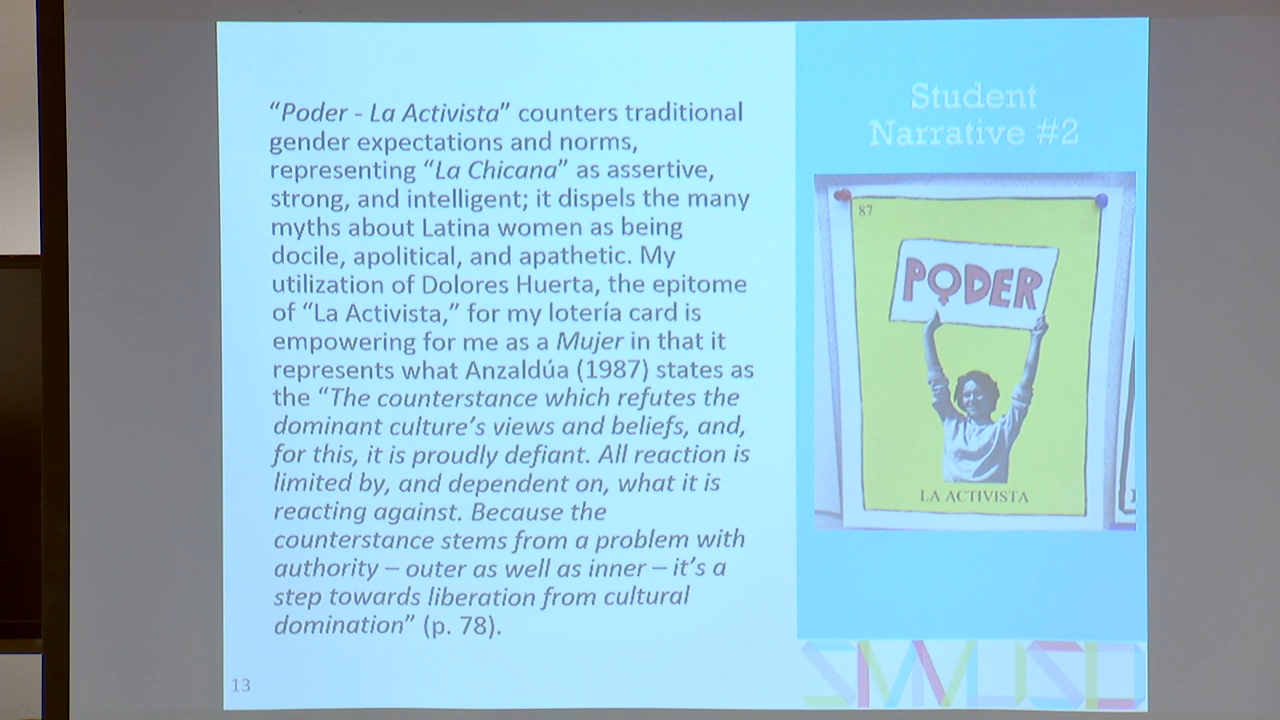 “Poder - La Activista” counters traditional
gender expectations and norms,
representing “La Chicana” as assertive,
strong, and intelligent; it dispels the many
myths about Latina women as being
docile, apolitical, and apathetic. My
utilization of Dolores Huerta, the epitome
of “La Activista,” for my lotería card is
empowering for me as a Mujer in that it
represents what Anzaldúa (1987) states as
the “The counterstance which refutes the
dominant culture’s views and beliefs, and,
for this, it is proudly defiant. All reaction is
limited by, and dependent on, what it is
reacting against. Because the
counterstance stems from a problem with
authority – outer as well as inner – it’s a
step towards liberation from cultural
domination” (p. 78).
13
Student
Narrative #2
87
PODER
LA ACTIVISTA
SMMUSD